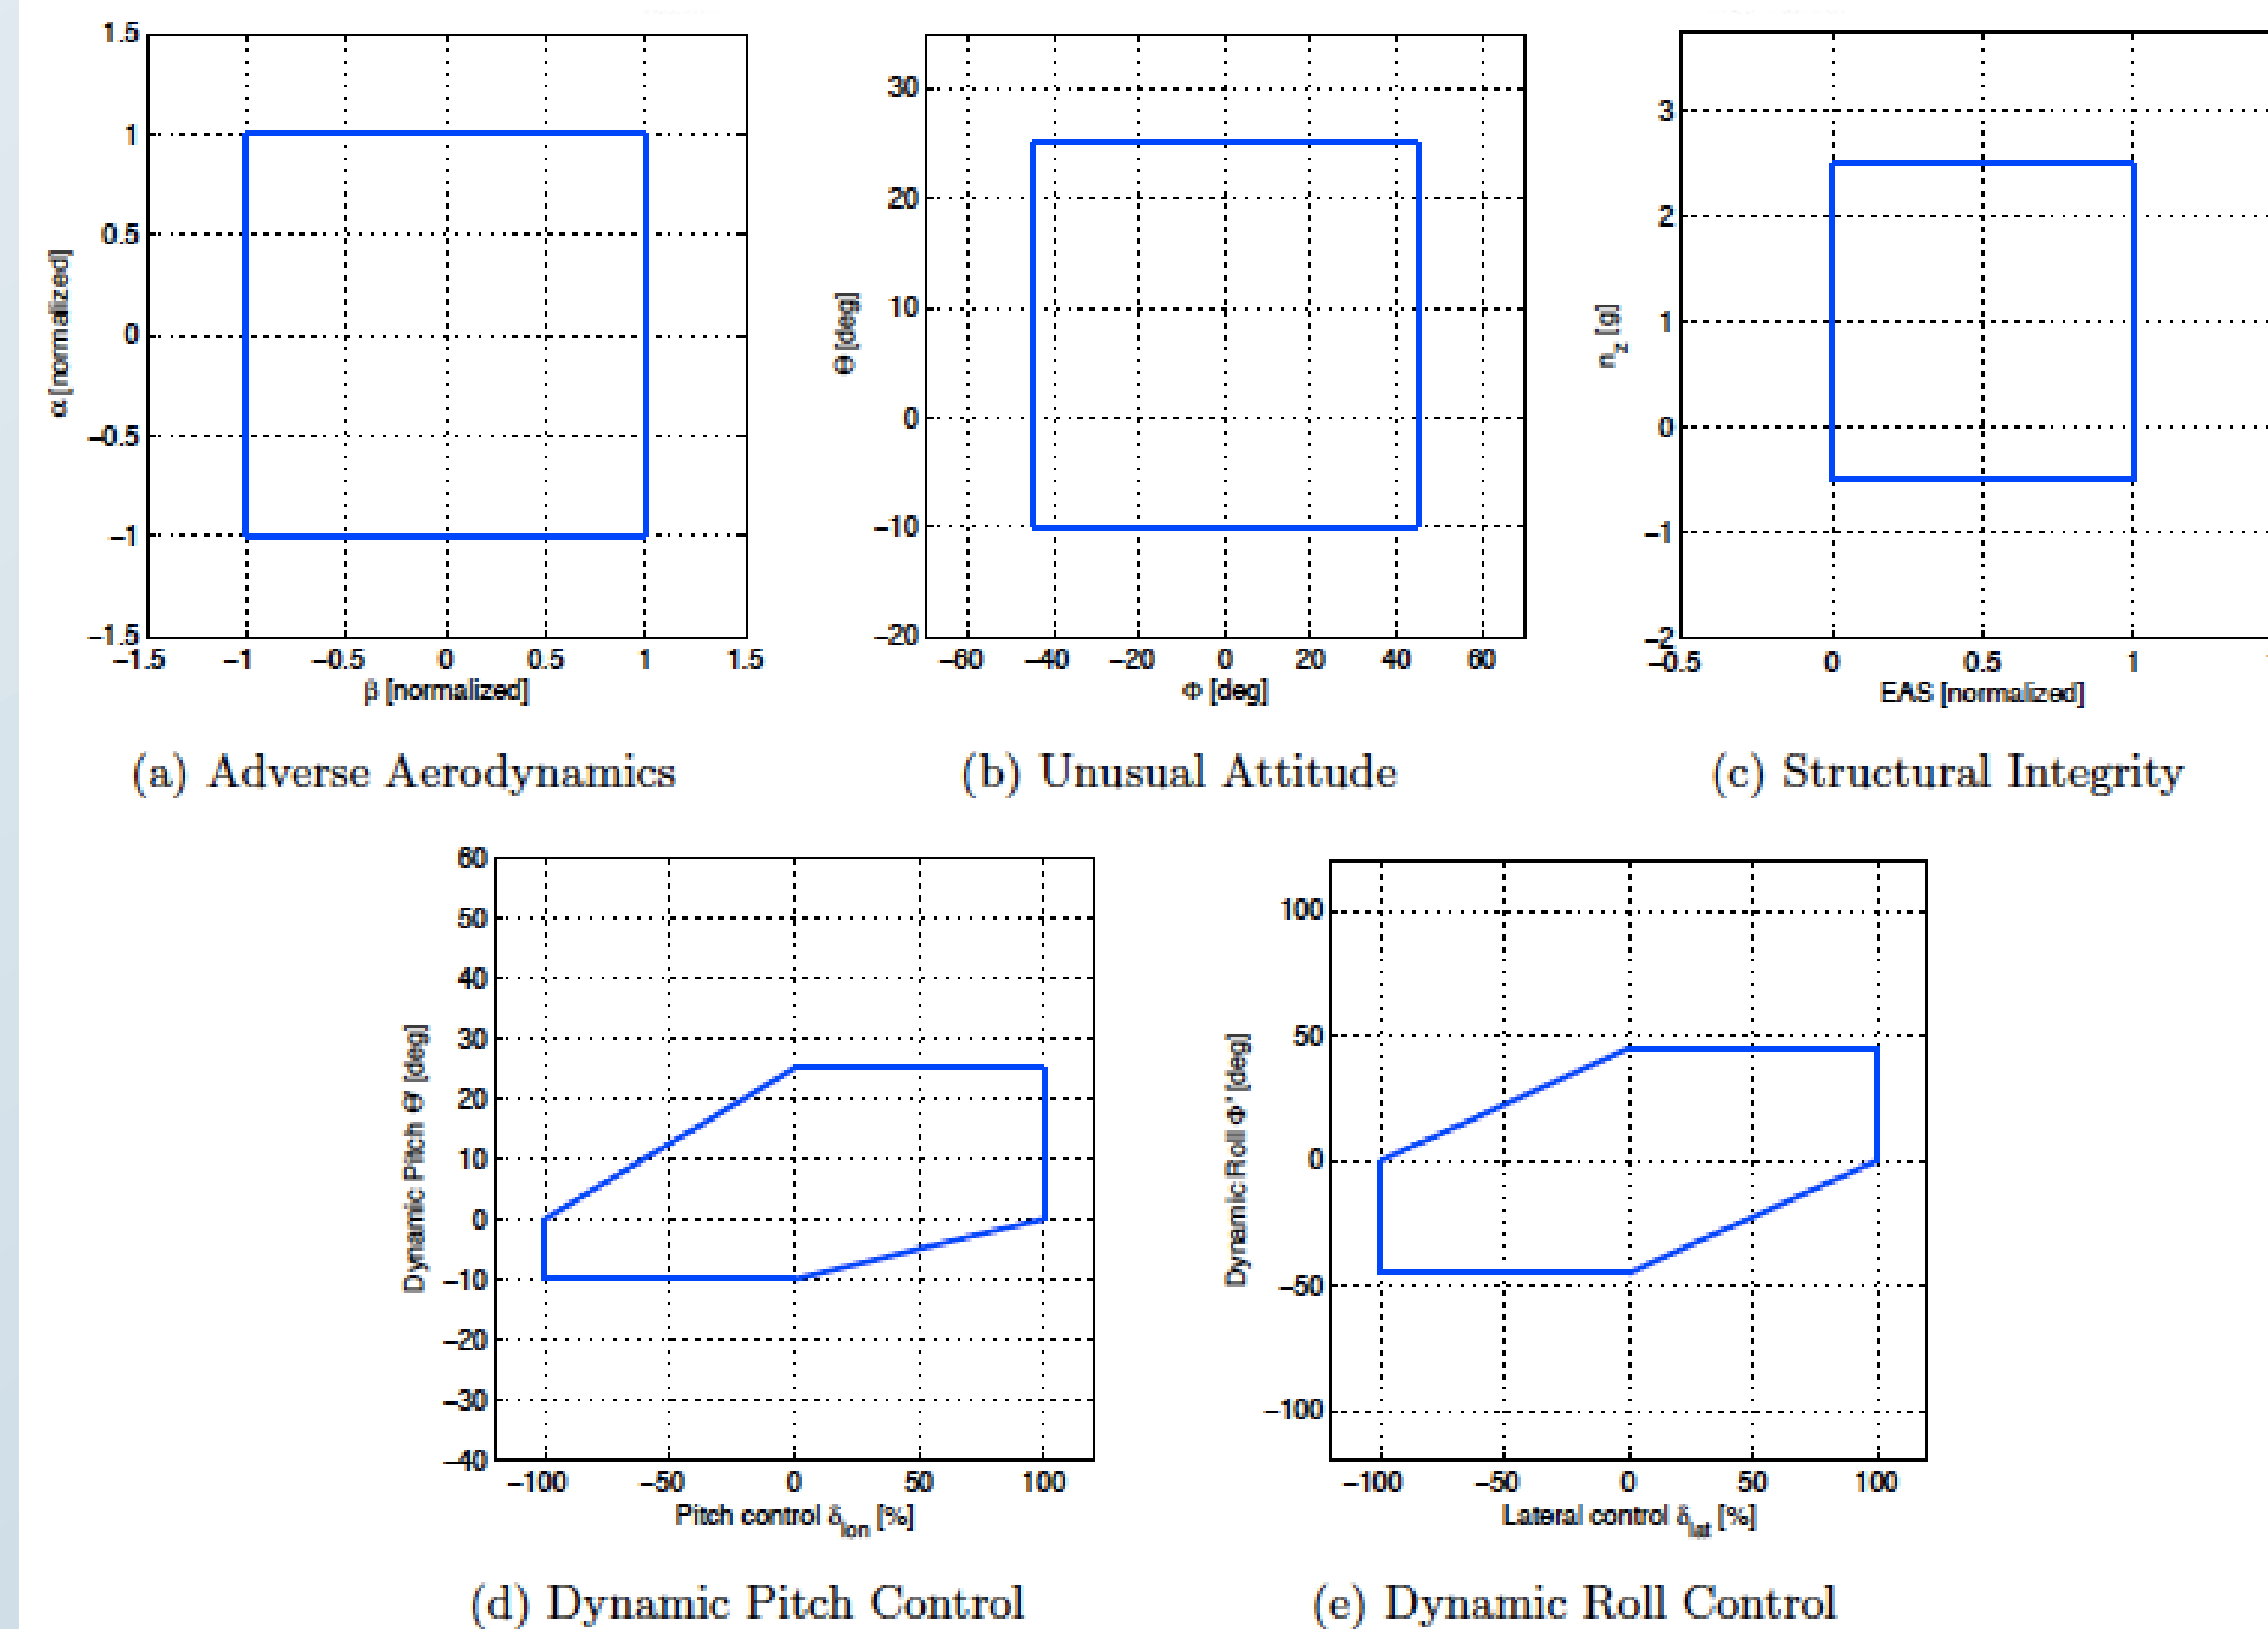 1.5
1
0.5
0
−0.5
−1
−1.5
α [normalized]
−1.5 −1 −0.5 0 0.5 1 1.5
β [normalized]
(a) Adverse Aerodynamics
30
20
10
0
−10
−20
Θ [deg]
−60 −40 −20 0 20 40 60
Φ [deg]
(b) Unusual Attitude
3
2
1
0
−1
−2
n_z [g]
−0.5 0 0.5 1
EAS [normalized]
(c) Structural Integrity
60
50
40
30
20
10
0
−10
−20
−30
−40
Dynamic Pitch Θ' [deg]
−100 −50 0 50 100
Pitch control δ_lon [%]
(d) Dynamic Pitch Control
100
50
0
−50
−100
Dynamic Roll Φ' [deg]
−100 −50 0 50 100
Lateral control δ_lat [%]
(e) Dynamic Roll Control